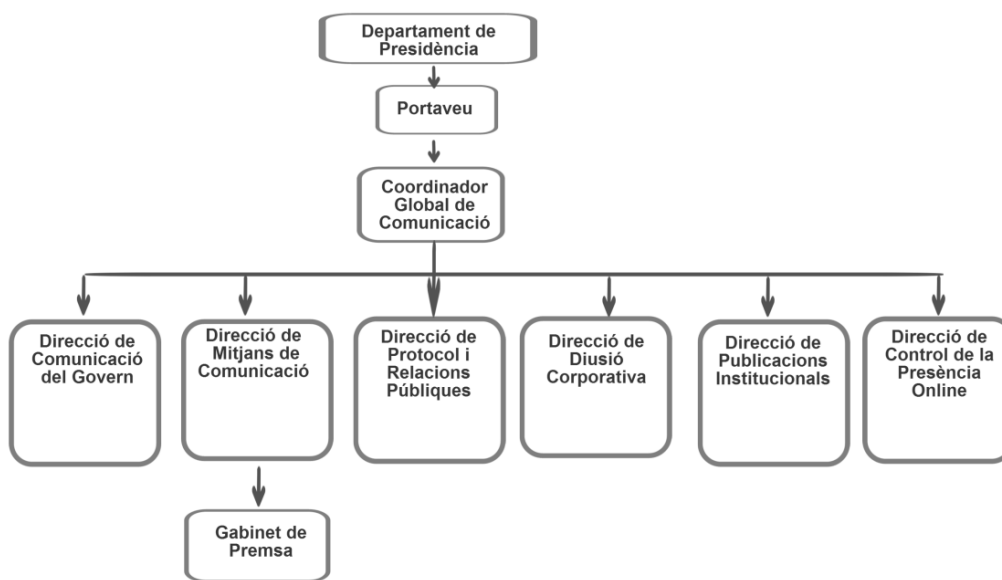 Departament de
Presidència
Portaveu
Coordinador
Global de
Comunicació
Direcció de
Comunicació
del Govern
Direcció de
Mitjans de
Comunicació
Direcció de
Protocol i
Relacions
Públiques
Direcció de
Diusió
Corporativa
Direcció de
Publicacions
Institucionals
Direcció de
Control de la
Presència
Online
Gabinet de
Premsa